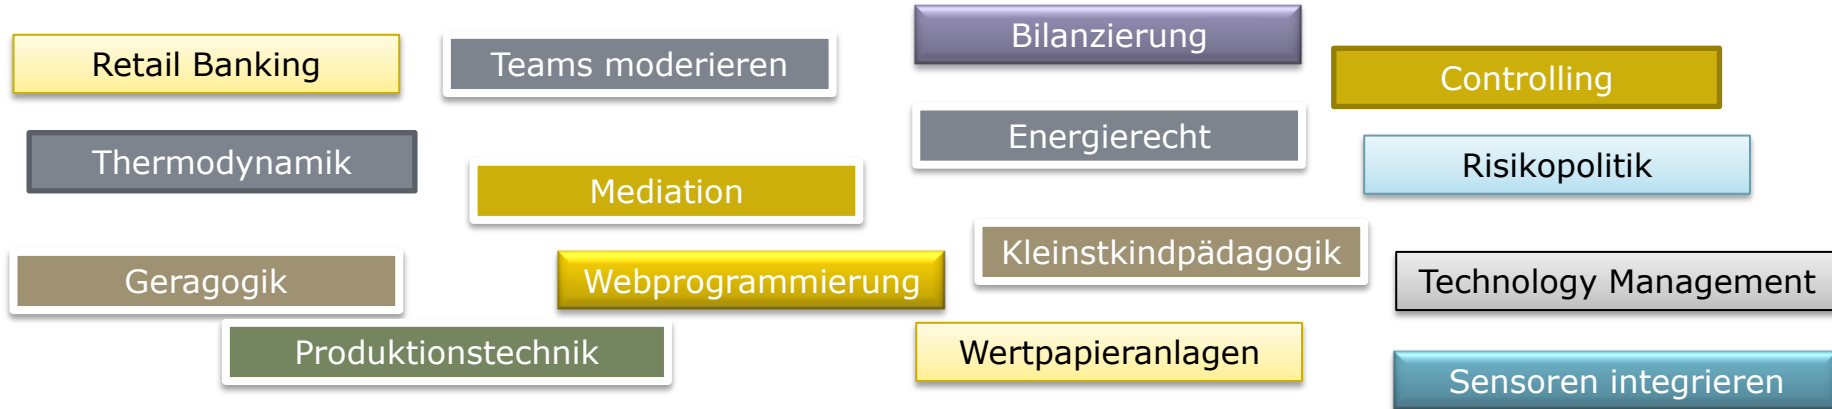 Retail Banking
Teams moderieren
Bilanzierung
Controlling
Thermodynamik
Mediation
Energierecht
Risikopolitik
Geragogik
Webprogrammierung
Kleinstkindpädagogik
Technology Management
Produktionstechnik
Wertpapieranlagen
Sensoren integrieren